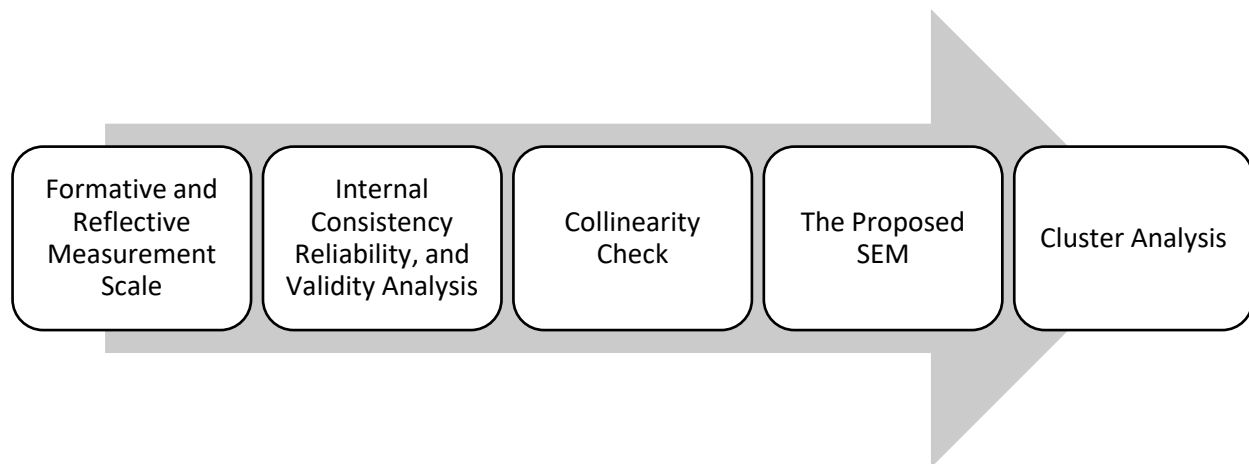 Formative and
Reflective
Measurement
Scale
Internal
Consistency
Reliability, and
Validity Analysis
Collinearity
Check
The Proposed
SEM
Cluster Analysis